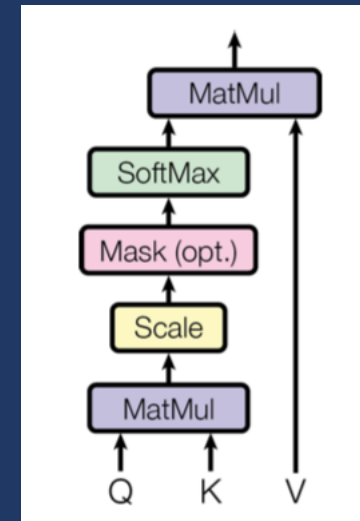 MatMul
SoftMax
Mask (opt.)
Scale
MatMul
Q K V